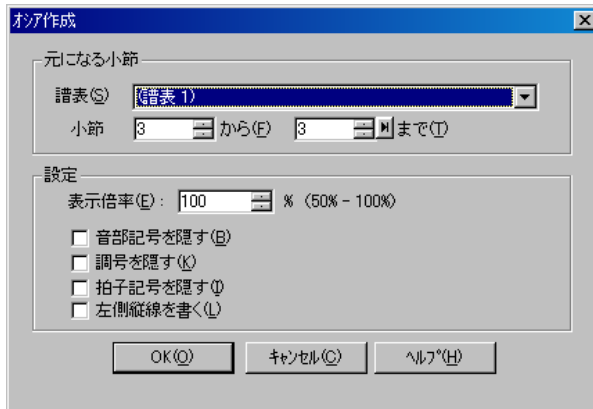 オシア作成
元になる小節
譜表(S) (譜表 1)
小節 3 から(F) 3 まで(T)
設定
表示倍率(E): 100 % (50% - 100%)
音部記号を隠す(B)
調号を隠す(K)
拍子記号を隠す(I)
左側縦線を書く(L)
OK(O) キャンセル(C) ヘルプ(H)